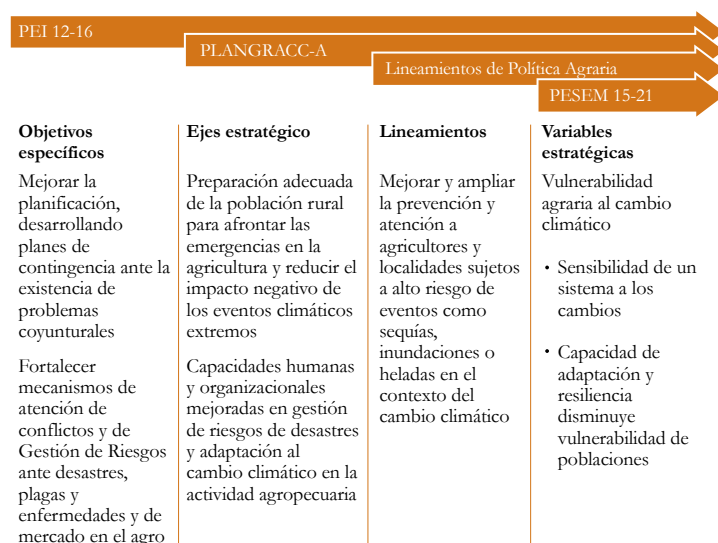 PEI 12-16
PLANGRACC-A
Lineamientos de Política Agraria
PESEM 15-21
Objetivos
específicos
Mejorar la
planificación,
desarrollando
planes de
contingencia ante la
existencia de
problemas
coyunturales
Fortalecer
mecanismos de
atención de
conflictos y de
Gestión de Riesgos
ante desastres,
plagas y
enfermedades y de
mercado en el agro
Ejes estratégico
Preparación adecuada
de la población rural
para afrontar las
emergencias en la
agricultura y reducir el
impacto negativo de
los eventos climáticos
extremos
Capacidades humanas
y organizacionales
mejoradas en gestión
de riesgos de desastres
y adaptación al
cambio climático en la
actividad agropecuaria
Lineamientos
Mejorar y ampliar
la prevención y
atención a
agricultores y
localidades sujetos
a alto riesgo de
eventos como
sequías,
inundaciones o
heladas en el
contexto del
cambio climático
Variables
estratégicas
Vulnerabilidad
agraria al cambio
climático
• Sensibilidad de un
sistema a los
cambios
• Capacidad de
adaptación y
resiliencia
disminuye
vulnerabilidad de
poblaciones